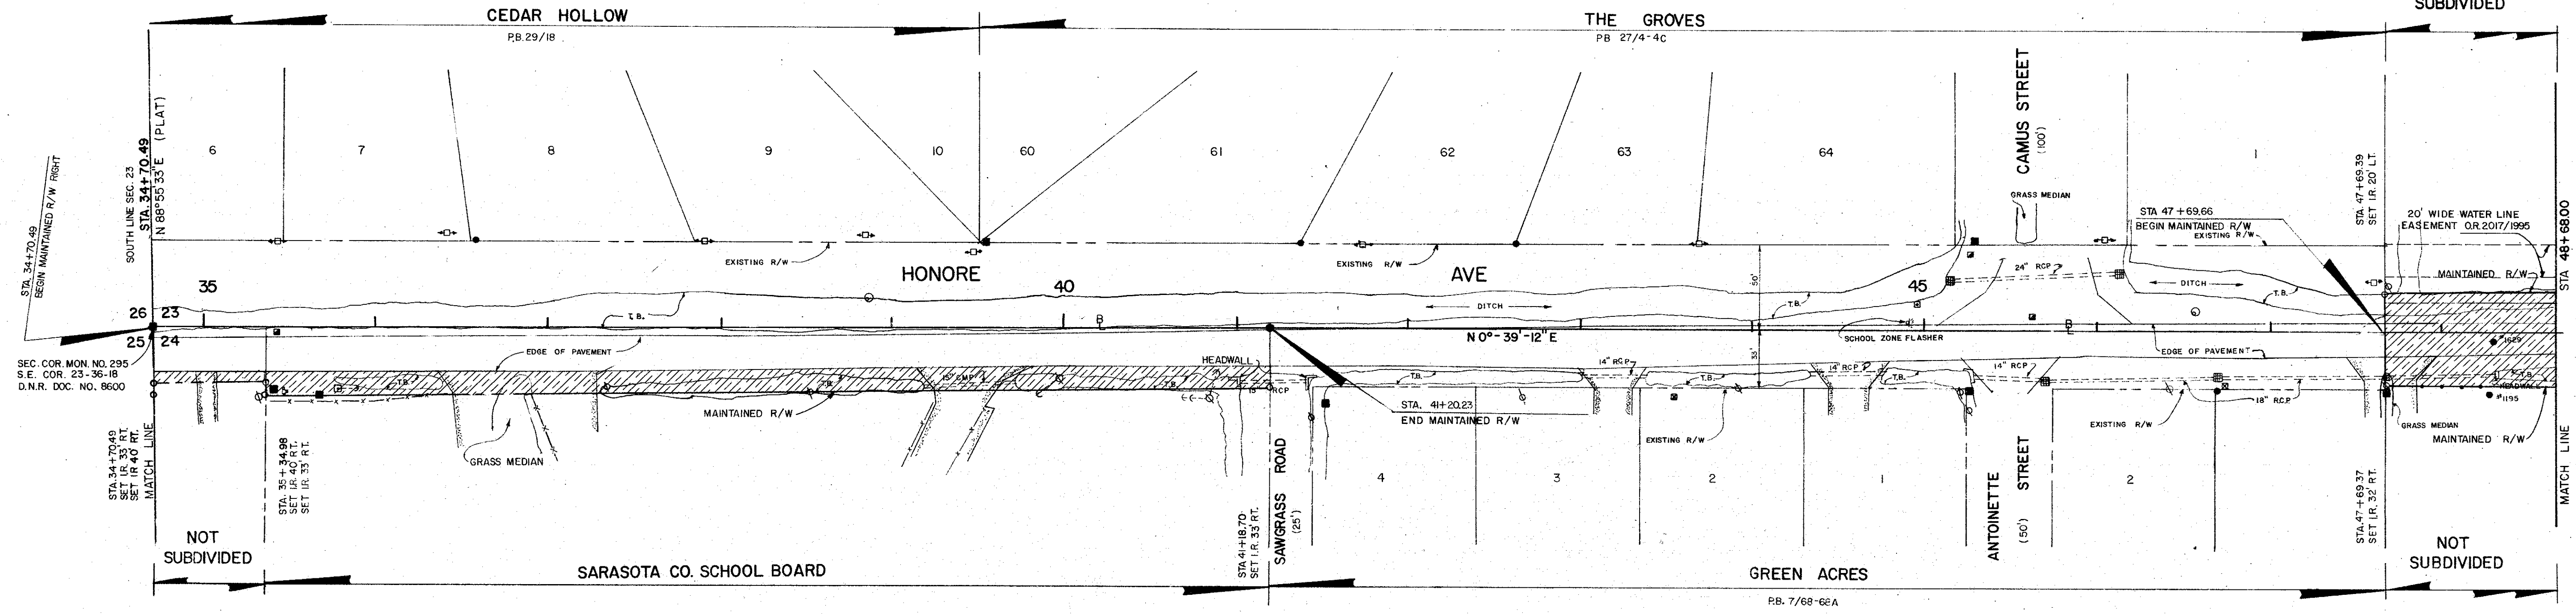 CEDAR HOLLOW
P.B. 29/18
THE GROVES
PB 27/4-4C
SUBDIVIDED
STA. 34+70.49
BEGIN MAINTAINED R/W RIGHT
SOUTH LINE SEC. 23
STA. 34+70.49
N 88°55'33"E (PLAT)
6
7
8
9
10
60
61
62
63
64
CAMUS STREET
(100')
1
GRASS MEDIAN
STA 47+69.66
BEGIN MAINTAINED R/W
EXISTING R/W
STA. 47+69.39
SET I.R. 20' LT.
20' WIDE WATER LINE
EASEMENT O.R. 2017/1995
MAINTAINED R/W
STA 48+68.00
EXISTING R/W
HONORE
AVE
EXISTING R/W
35
40
45
50'
24" RCP
DITCH
DITCH
T.B.
T.B.
T.B.
26
23
25
24
B
L
N 0°-39'-12"E
SCHOOL ZONE FLASHER
B
L
SEC. COR. MON. NO. 295
S.E. COR. 23-36-18
D.N.R. DOC. NO. 8600
EDGE OF PAVEMENT
EDGE OF PAVEMENT
33'
#1629
HEADWALL
14" RCP
14" RCP
14" RCP
T.B.
T.B.
T.B.
T.B.
T.B.
T.B.
T.B.
15" RCP
18" R.C.P
HEADWALL
#1195
MAINTAINED R/W
STA. 41+20.23
END MAINTAINED R/W
EXISTING R/W
EXISTING R/W
GRASS MEDIAN
MAINTAINED R/W
GRASS MEDIAN
STA. 34+70.49
SET I.R. 33' RT.
SET IR 40' RT.
MATCH LINE
STA. 35+34.98
SET I.R. 40' RT.
SET I.R. 33' RT.
STA 41+18.70
SET I.R. 33' RT.
SAWGRASS ROAD
(25')
4
3
2
1
ANTOINETTE STREET
(50')
2
STA. 47+69.37
SET I.R. 32' RT.
MATCH LINE
NOT
SUBDIVIDED
SARASOTA CO. SCHOOL BOARD
GREEN ACRES
P.B. 7/68-68A
NOT
SUBDIVIDED